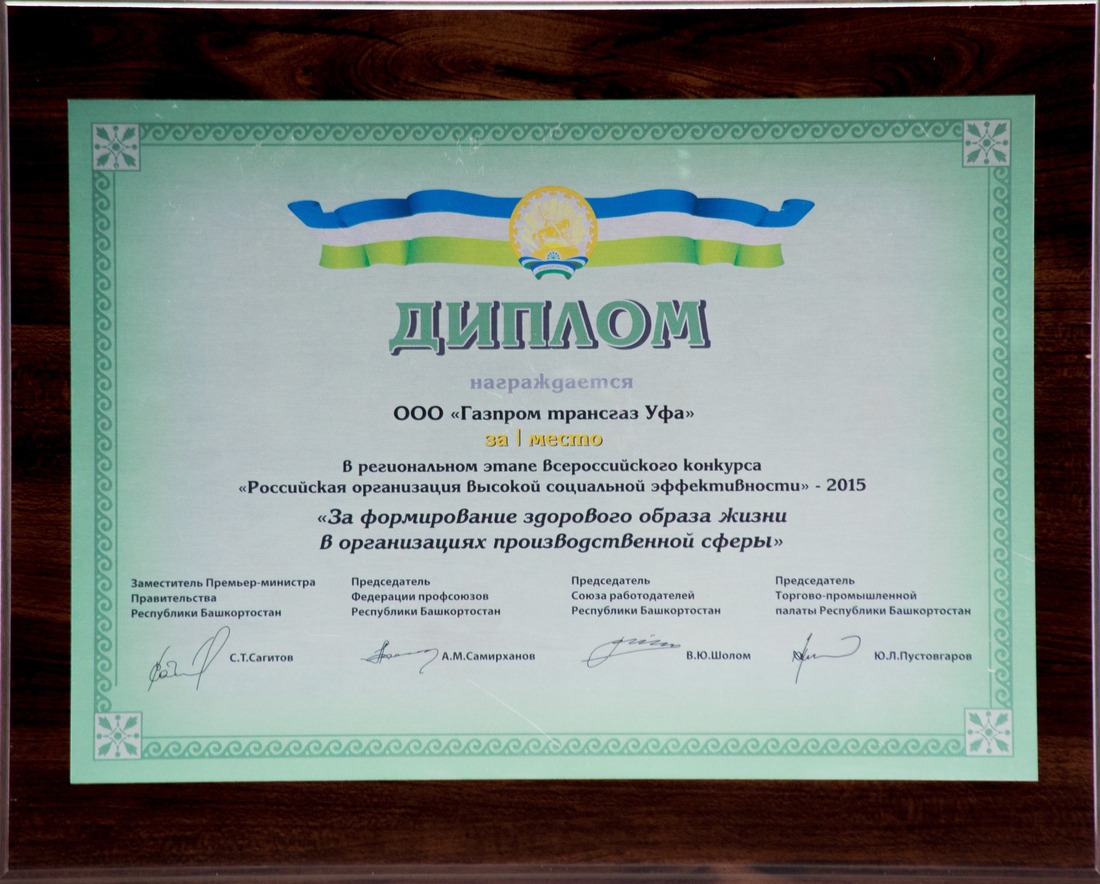 ДИПЛОМ
награждается
ООО «Газпром трансгаз Уфа»
за I место
в региональном этапе Всероссийского конкурса
«Российская организация высокой социальной эффективности» - 2015
«За формирование здорового образа жизни
в организациях производственной сферы»
Заместитель Премьер-министра
Правительства
Республики Башкортостан
С.Т.Сагитов
Председатель
Федерации профсоюзов
Республики Башкортостан
А.М.Самирханов
Председатель
Союза работодателей
Республики Башкортостан
В.Ю.Шолом
Председатель
Торгово-промышленной
палаты Республики Башкортостан
Ю.Л.Пустовгаров